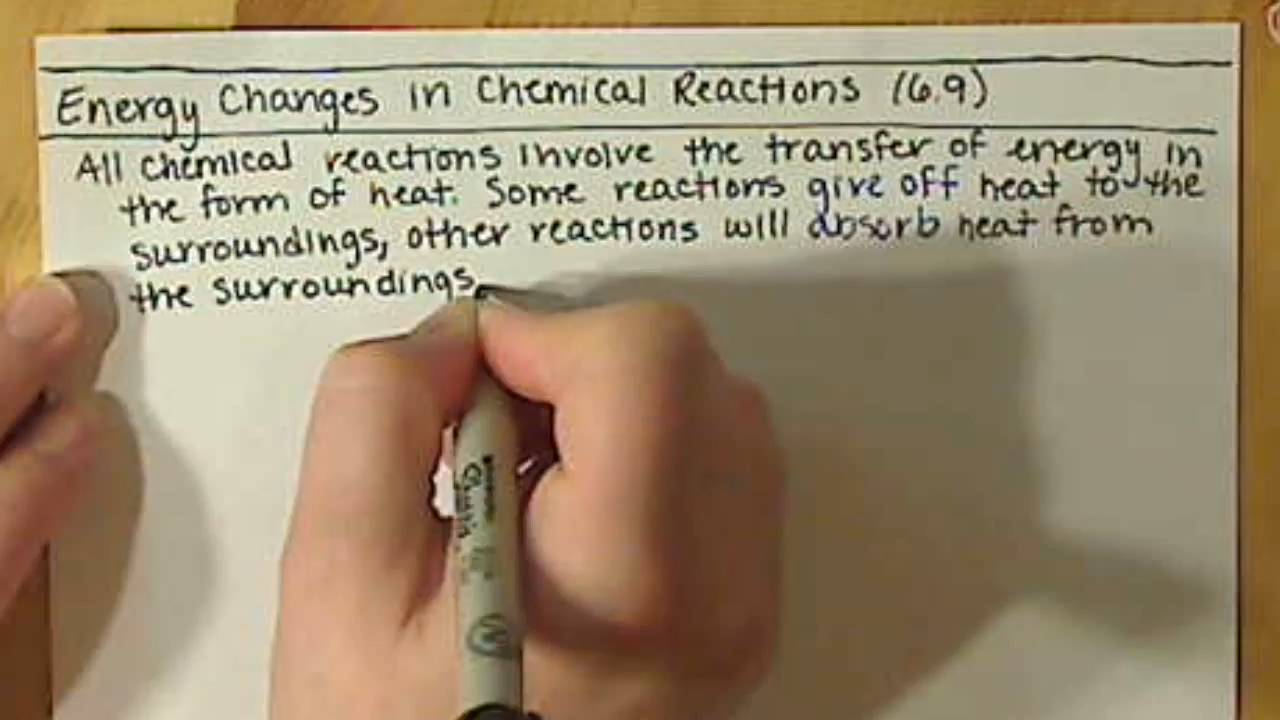 Energy Changes in Chemical Reactions (6.9)
All chemical reactions involve the transfer of energy in
the form of heat. Some reactions give off heat to the
surroundings, other reactions will absorb heat from
the surroundings.